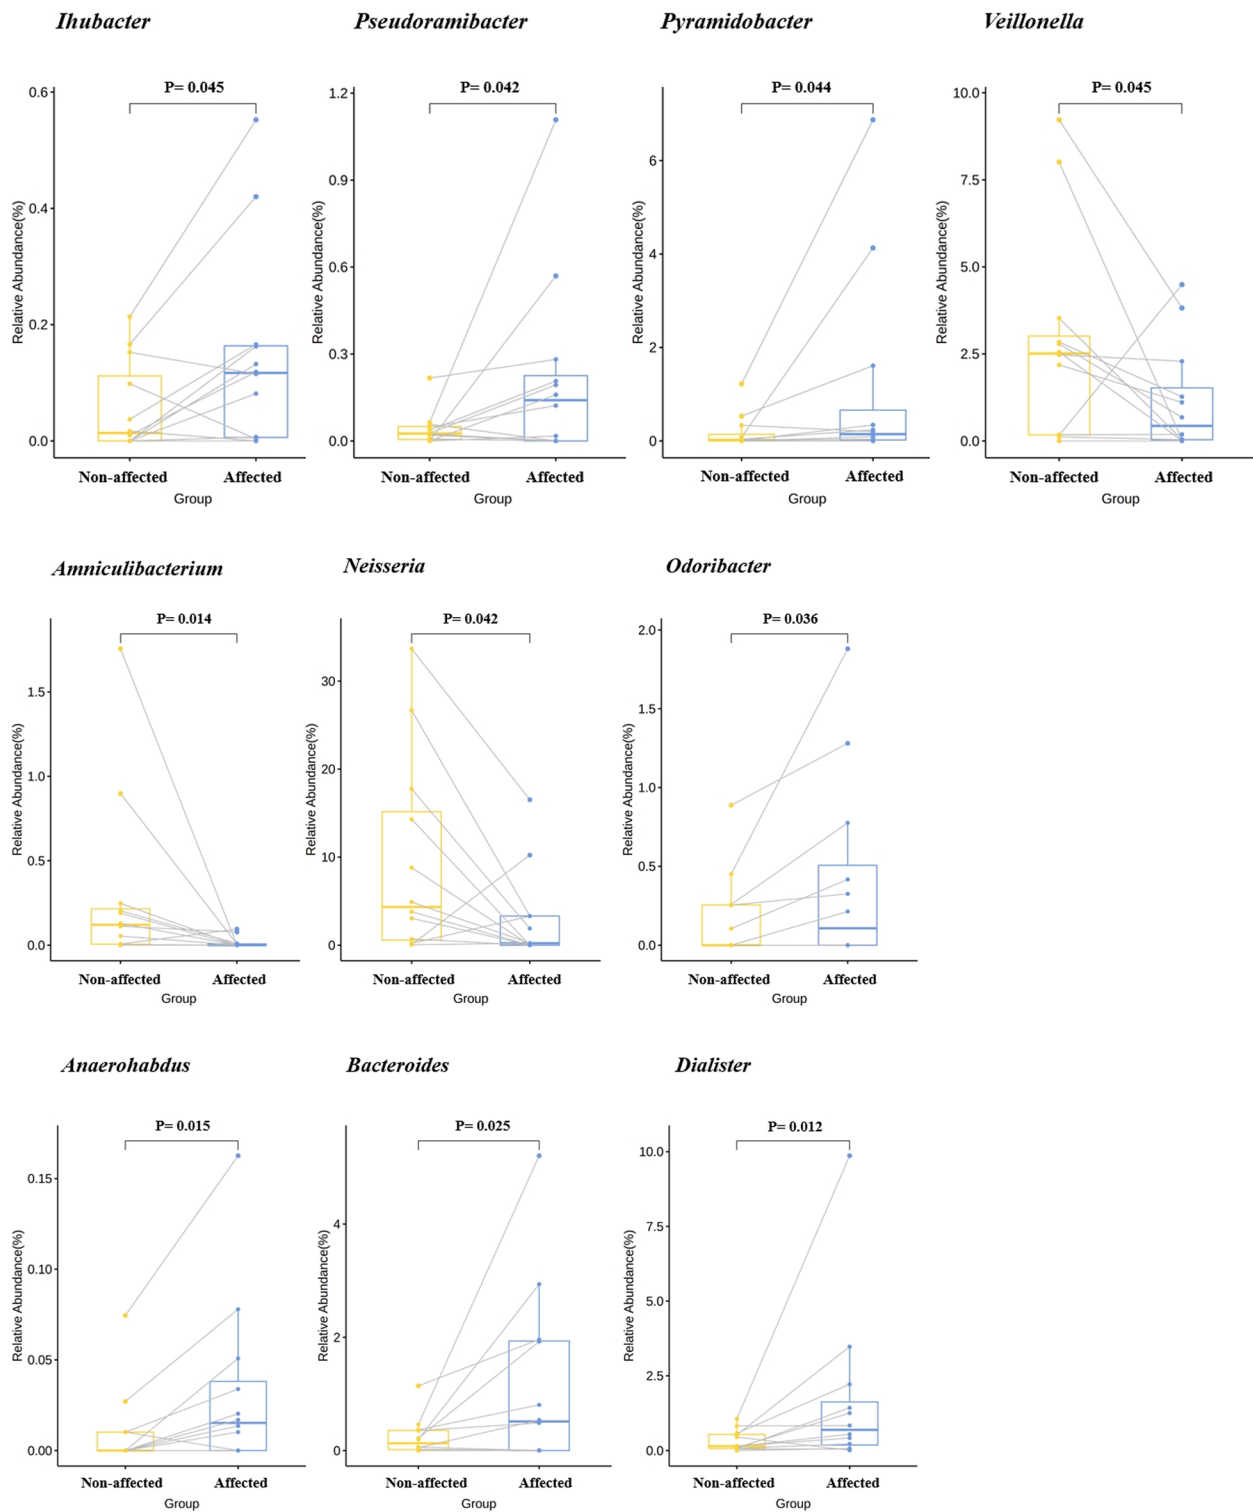 Ihubacter
Pseudoramibacter
Pyramidobacter
Veillonella
P= 0.045
0.6
0.4
0.2
0.0
Relative Abundance(%)
Non-affected
Affected
Group
P= 0.042
1.2
0.9
0.6
0.3
0.0
Relative Abundance(%)
Non-affected
Affected
Group
P= 0.044
6
4
2
0
Relative Abundance(%)
Non-affected
Affected
Group
P= 0.045
10.0
7.5
5.0
2.5
0.0
Relative Abundance(%)
Non-affected
Affected
Group
Amniculibacterium
Neisseria
Odoribacter
P= 0.014
1.5
1.0
0.5
0.0
Relative Abundance(%)
Non-affected
Affected
Group
P= 0.042
30
20
10
0
Relative Abundance(%)
Non-affected
Affected
Group
P= 0.036
2.0
1.5
1.0
0.5
0.0
Relative Abundance(%)
Non-affected
Affected
Group
Anaerohabdus
Bacteroides
Dialister
P= 0.015
0.15
0.10
0.05
0.00
Relative Abundance(%)
Non-affected
Affected
Group
P= 0.025
4
2
0
Relative Abundance(%)
Non-affected
Affected
Group
P= 0.012
10.0
7.5
5.0
2.5
0.0
Relative Abundance(%)
Non-affected
Affected
Group